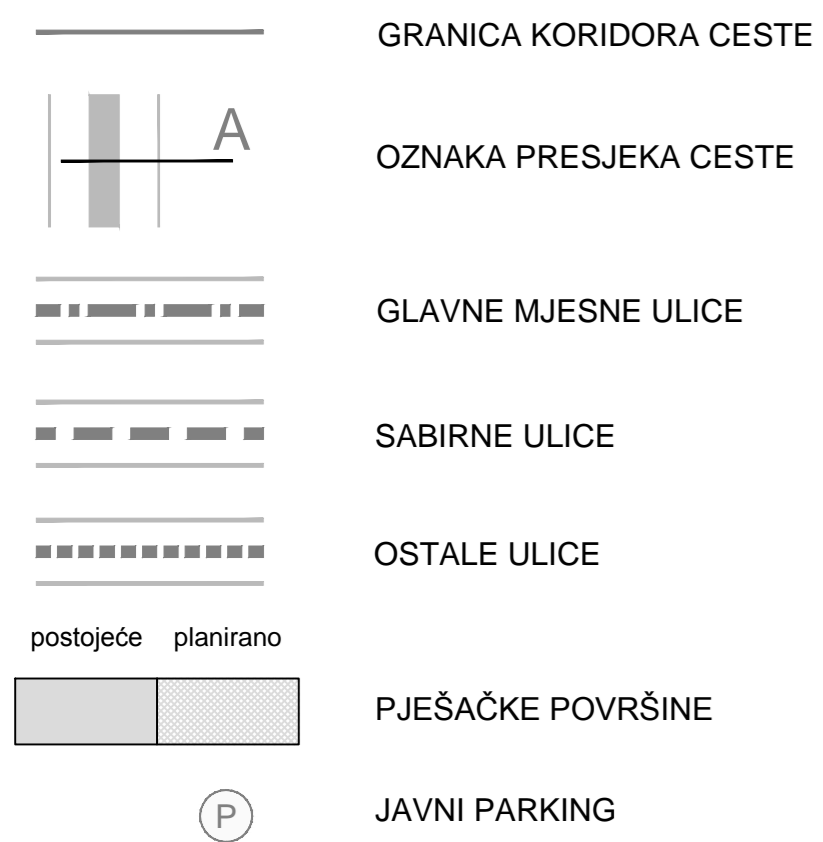 GRANICA KORIDORA CESTE
A
OZNAKA PRESJEKA CESTE
GLAVNE MJESNE ULICE
SABIRNE ULICE
OSTALE ULICE
postojeće planirano
PJEŠAČKE POVRŠINE
P
JAVNI PARKING